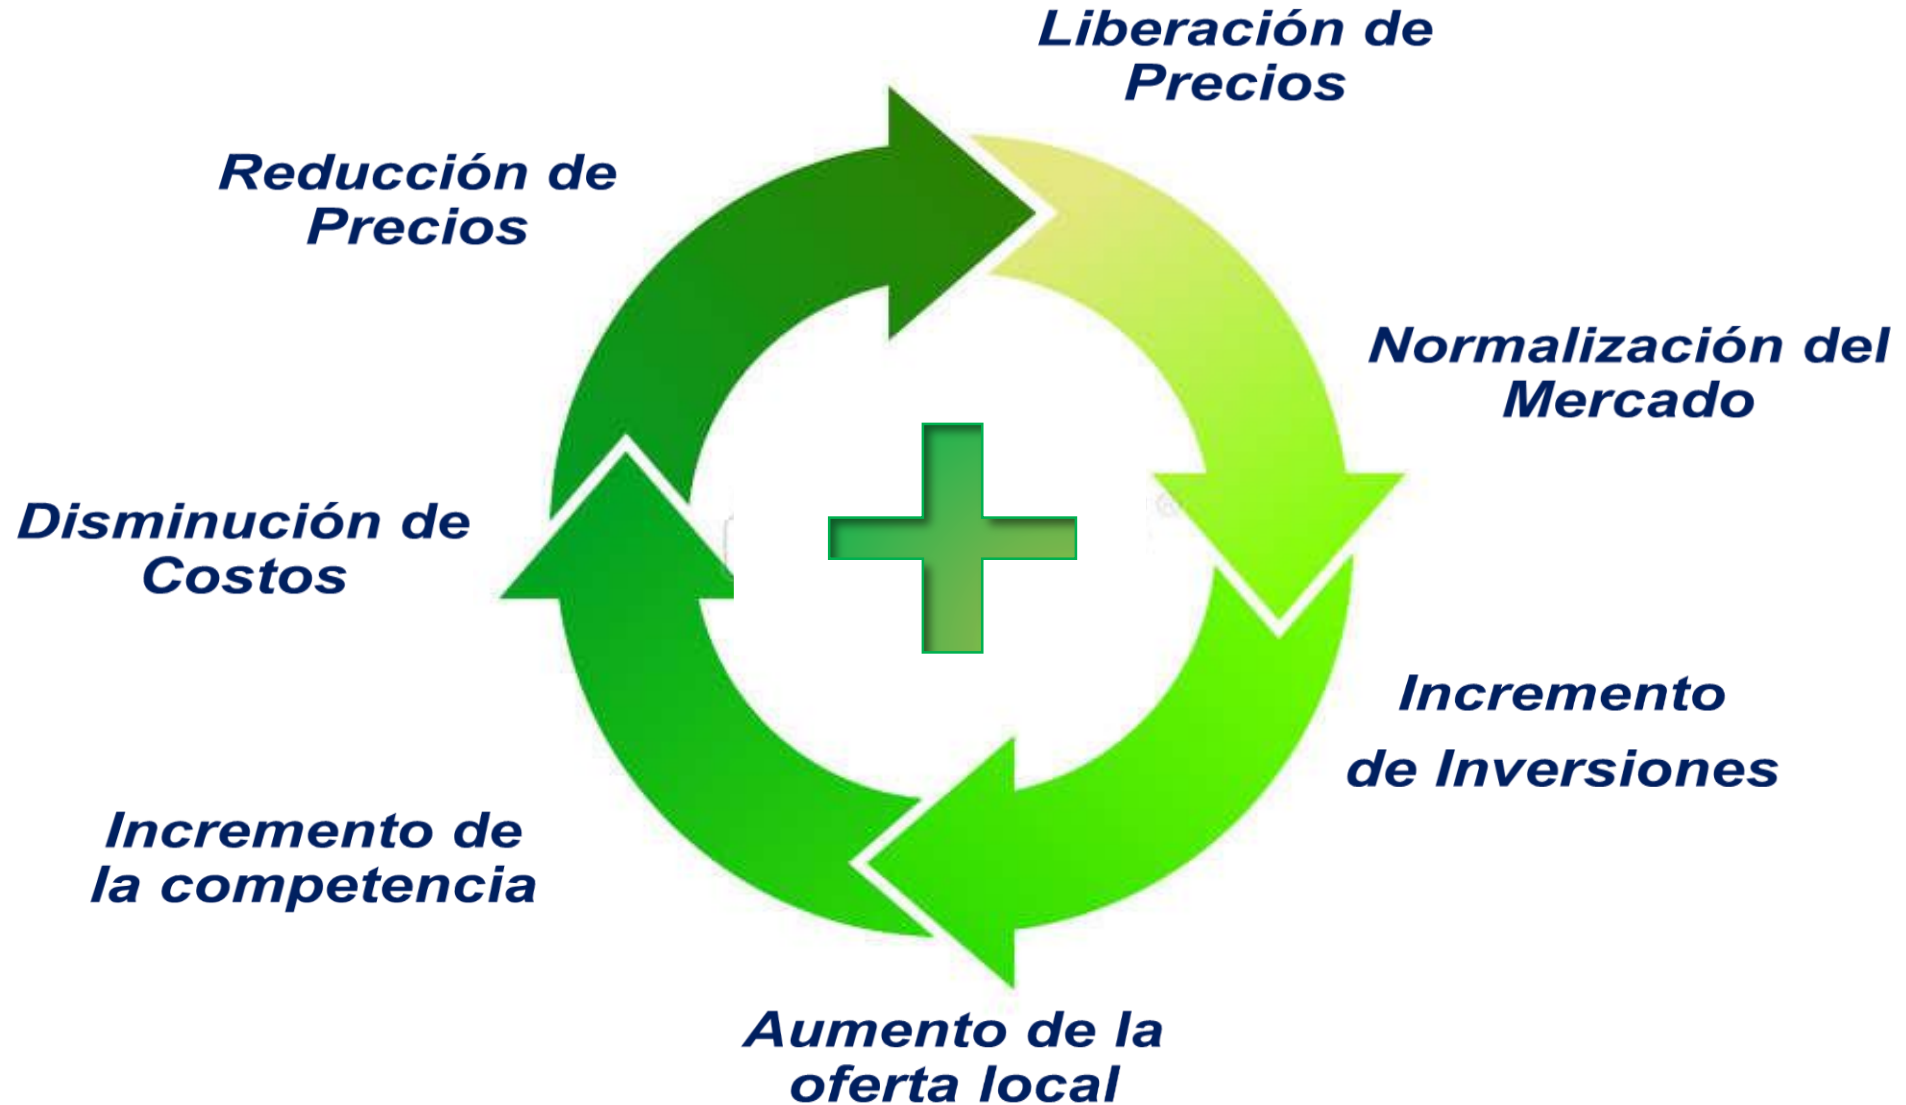 Liberación de
Precios
Normalización del
Mercado
Incremento
de Inversiones
Aumento de la
oferta local
Incremento de
la competencia
Disminución de
Costos
Reducción de
Precios